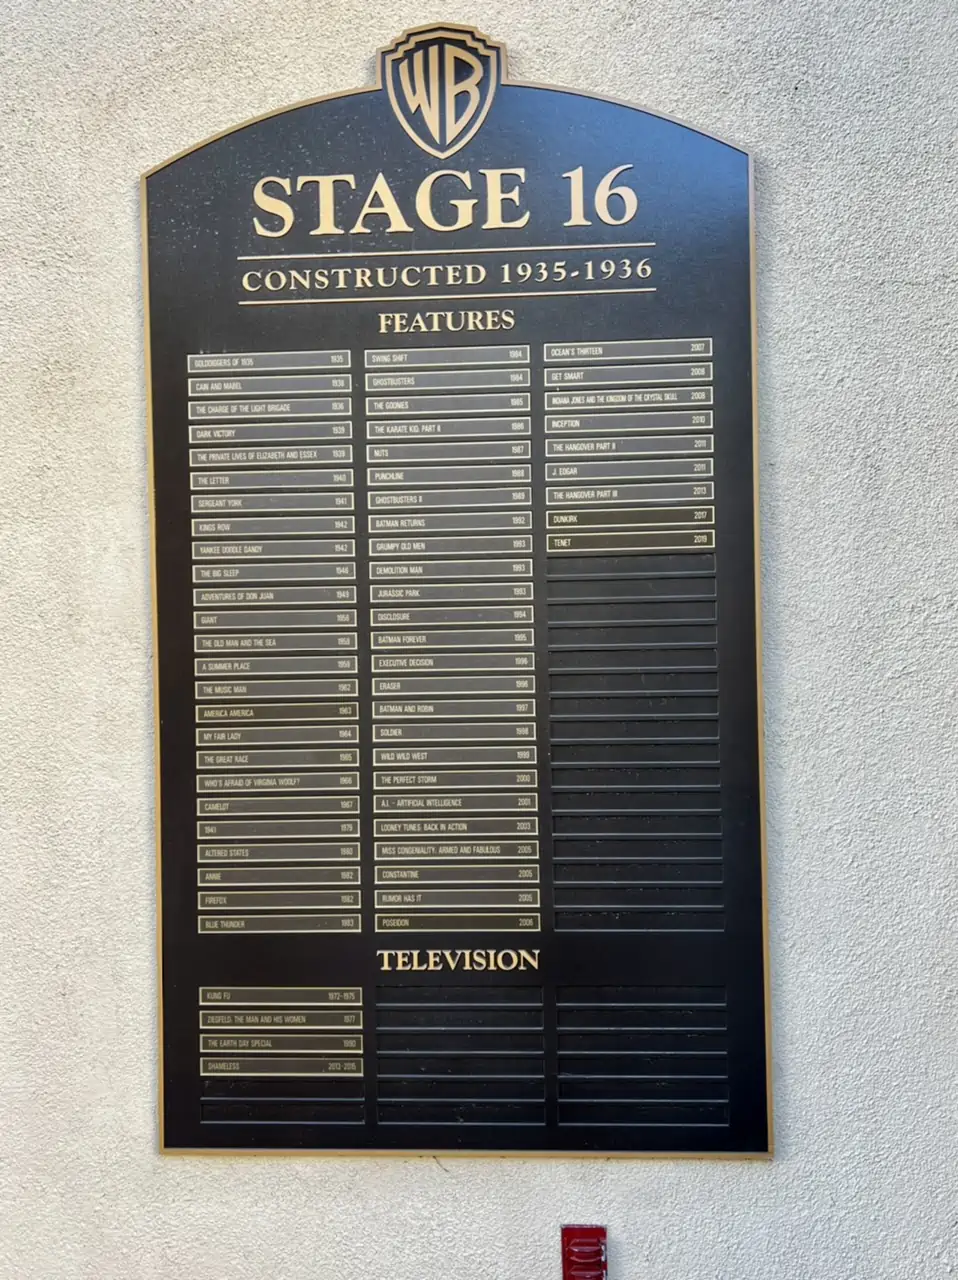 WB
STAGE 16
CONSTRUCTED 1935-1936
FEATURES
GOLDDIGGERS OF 1935 1935
CAIN AND MABEL 1936
THE CHARGE OF THE LIGHT BRIGADE 1936
DARK VICTORY 1939
THE PRIVATE LIVES OF ELIZABETH AND ESSEX 1939
THE LETTER 1940
SERGEANT YORK 1941
KINGS ROW 1942
YANKEE DOODLE DANDY 1942
THE BIG SLEEP 1946
ADVENTURES OF DON JUAN 1949
GIANT 1956
THE OLD MAN AND THE SEA 1958
A SUMMER PLACE 1959
THE MUSIC MAN 1962
AMERICA AMERICA 1963
MY FAIR LADY 1964
THE GREAT RACE 1965
WHO'S AFRAID OF VIRGINIA WOOLF? 1966
CAMELOT 1967
1941 1979
ALTERED STATES 1980
ANNIE 1982
FIREFOX 1982
BLUE THUNDER 1983
SWING SHIFT 1984
GHOSTBUSTERS 1984
THE GOONIES 1985
THE KARATE KID, PART II 1986
NUTS 1987
PUNCHLINE 1988
GHOSTBUSTERS II 1989
BATMAN RETURNS 1992
GRUMPY OLD MEN 1993
DEMOLITION MAN 1993
JURASSIC PARK 1993
DISCLOSURE 1994
BATMAN FOREVER 1995
EXECUTIVE DECISION 1996
ERASER 1996
BATMAN AND ROBIN 1997
SOLDIER 1998
WILD WILD WEST 1999
THE PERFECT STORM 2000
A.I. - ARTIFICIAL INTELLIGENCE 2001
LOONEY TUNES: BACK IN ACTION 2003
MISS CONGENIALITY: ARMED AND FABULOUS 2005
CONSTANTINE 2005
RUMOR HAS IT 2005
POSEIDON 2006
OCEAN'S THIRTEEN 2007
GET SMART 2008
INDIANA JONES AND THE KINGDOM OF THE CRYSTAL SKULL 2008
INCEPTION 2010
THE HANGOVER PART II 2011
J. EDGAR 2011
THE HANGOVER PART III 2013
DUNKIRK 2017
TENET 2019
TELEVISION
KUNG FU 1972-1975
ZIEGFELD: THE MAN AND HIS WOMEN 1977
THE EARTH DAY SPECIAL 1990
SHAMELESS 2013-2015